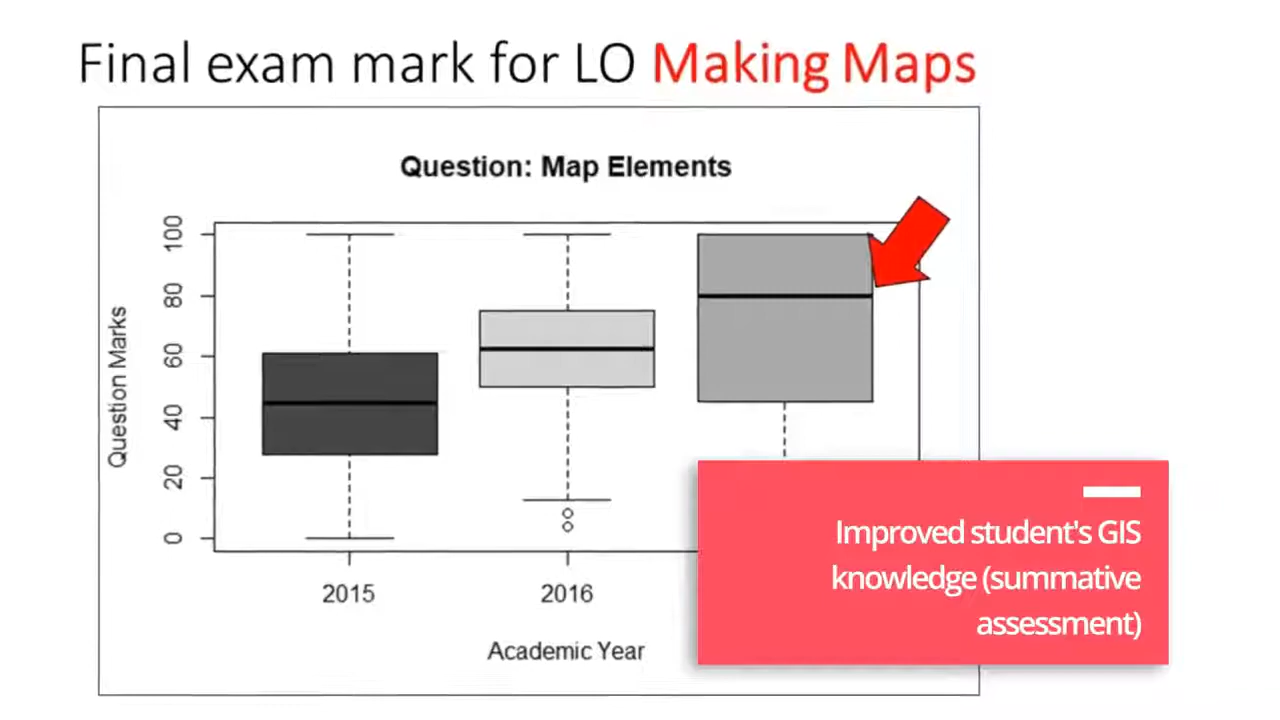 Final exam mark for LO Making Maps
Question: Map Elements
Question Marks
100
80
60
40
20
0
2015
2016
Academic Year
Improved student's GIS
knowledge (summative
assessment)